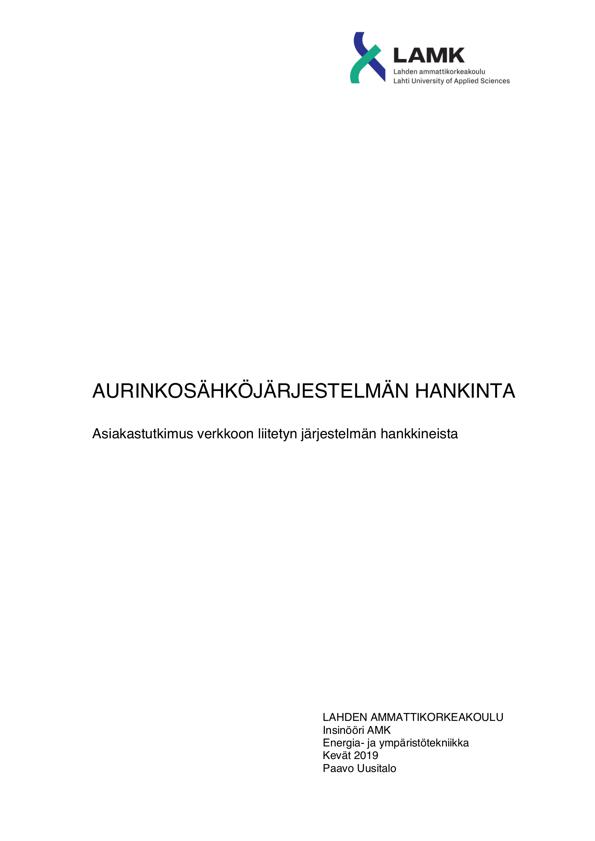 LAMK
Lahden ammattikorkeakoulu
Lahti University of Applied Sciences
AURINKOSÄHKÖJÄRJESTELMÄN HANKINTA
Asiakastutkimus verkkoon liitetyn järjestelmän hankkineista
LAHDEN AMMATTIKORKEAKOULU
Insinööri AMK
Energia- ja ympäristötekniikka
Kevät 2019
Paavo Uusitalo